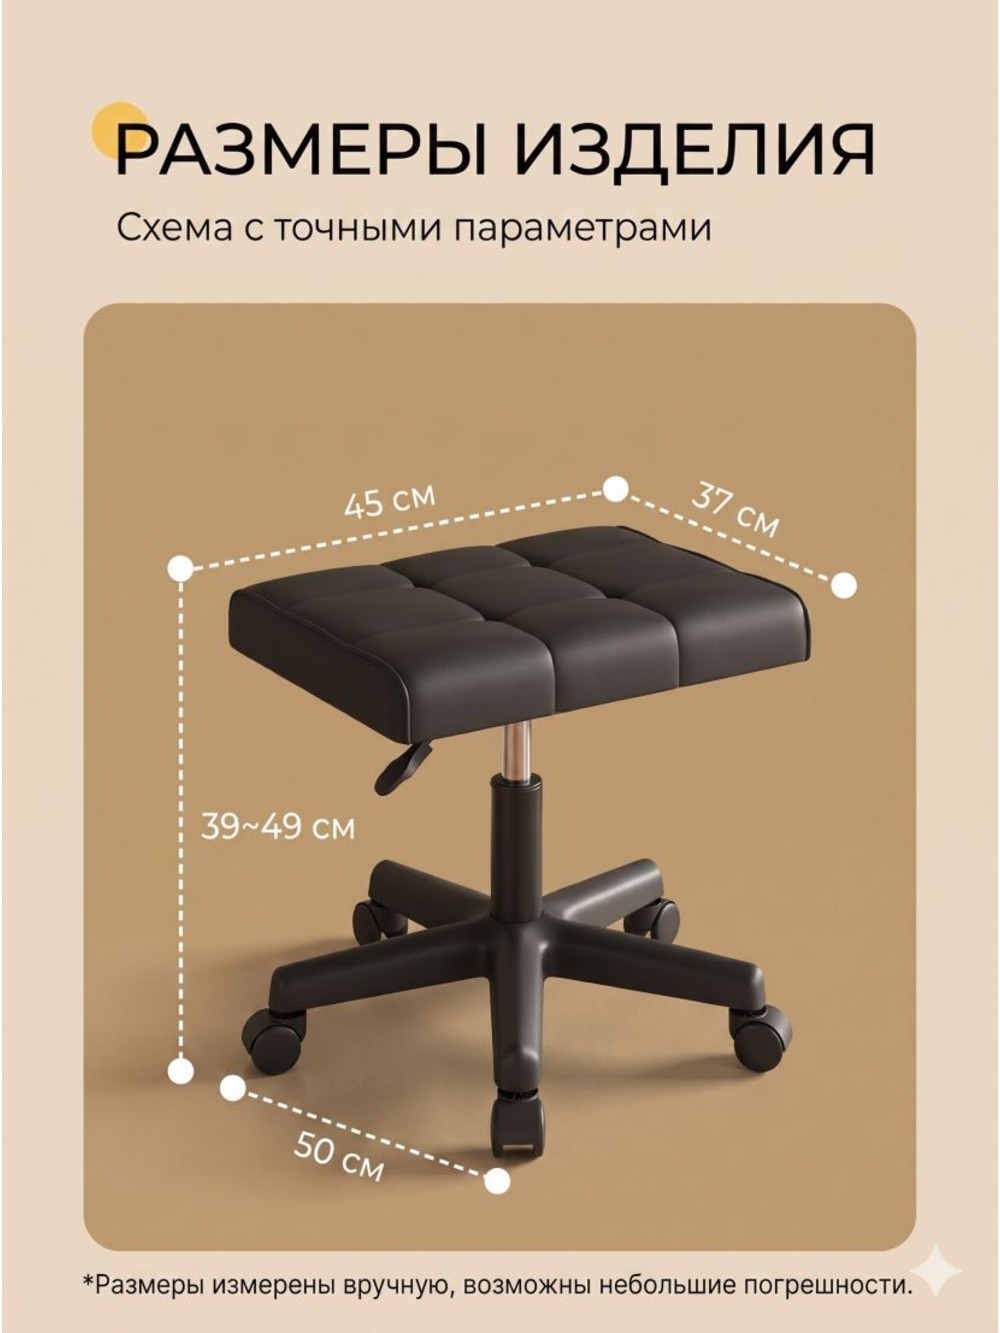 РАЗМЕРЫ ИЗДЕЛИЯ
Схема с точными параметрами
45 см
37 см
39~49 см
50 см
*Размеры измерены вручную, возможны небольшие погрешности.